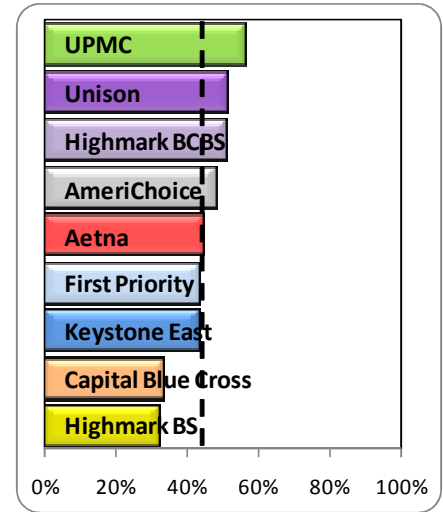 UPMC
Unison
Highmark BCBS
AmeriChoice
Aetna
First Priority
Keystone East
Capital Blue Cross
Highmark BS
0% 20% 40% 60% 80% 100%